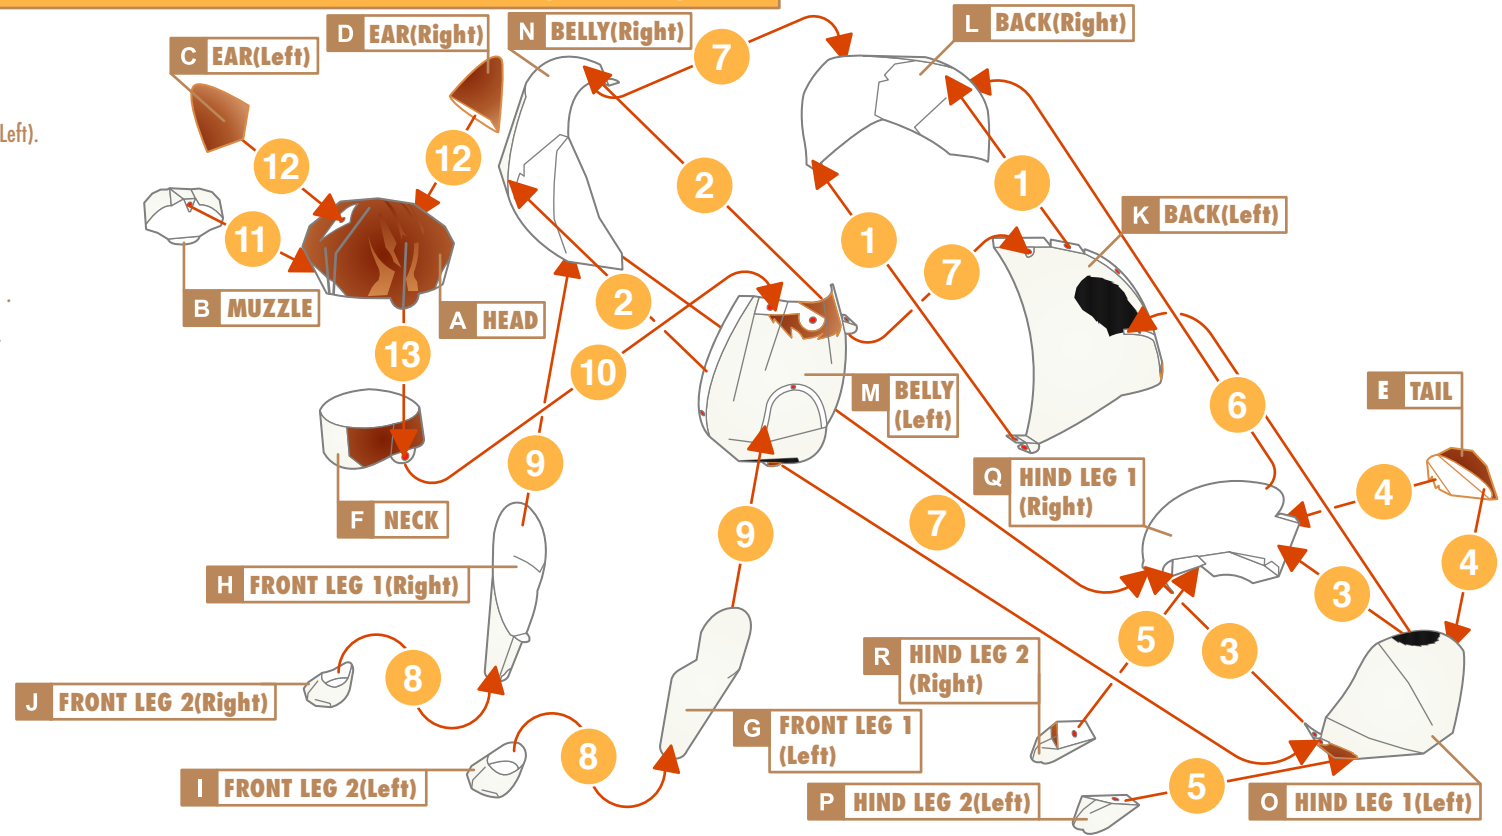 D EAR(Right)
N BELLY(Right)
L BACK(Right)
C EAR(Left)
7
Left).
12
12
2
1
K BACK(Left)
11
1
7
B MUZZLE
A HEAD
2
13
10
M BELLY
(Left)
6
E TAIL
9
Q HIND LEG 1
(Right)
4
F NECK
9
7
4
H FRONT LEG 1(Right)
3
5
3
R HIND LEG 2
(Right)
8
J FRONT LEG 2(Right)
G FRONT LEG 1
(Left)
8
I FRONT LEG 2(Left)
5
P HIND LEG 2(Left)
O HIND LEG 1(Left)